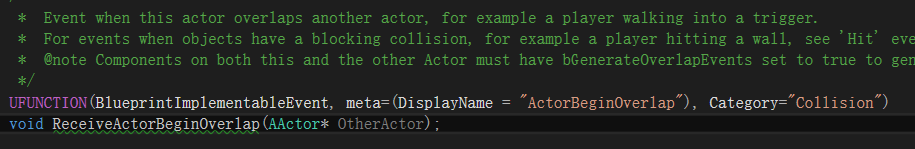 * Event when this actor overlaps another actor, for example a player walking into a trigger.
* For events when objects have a blocking collision, for example a player hitting a wall, see 'Hit' eve
* @note Components on both this and the other Actor must have bGenerateOverlapEvents set to true to gen
*/
UFUNCTION(BlueprintImplementableEvent, meta=(DisplayName = "ActorBeginOverlap"), Category="Collision")
void ReceiveActorBeginOverlap(AActor* OtherActor);